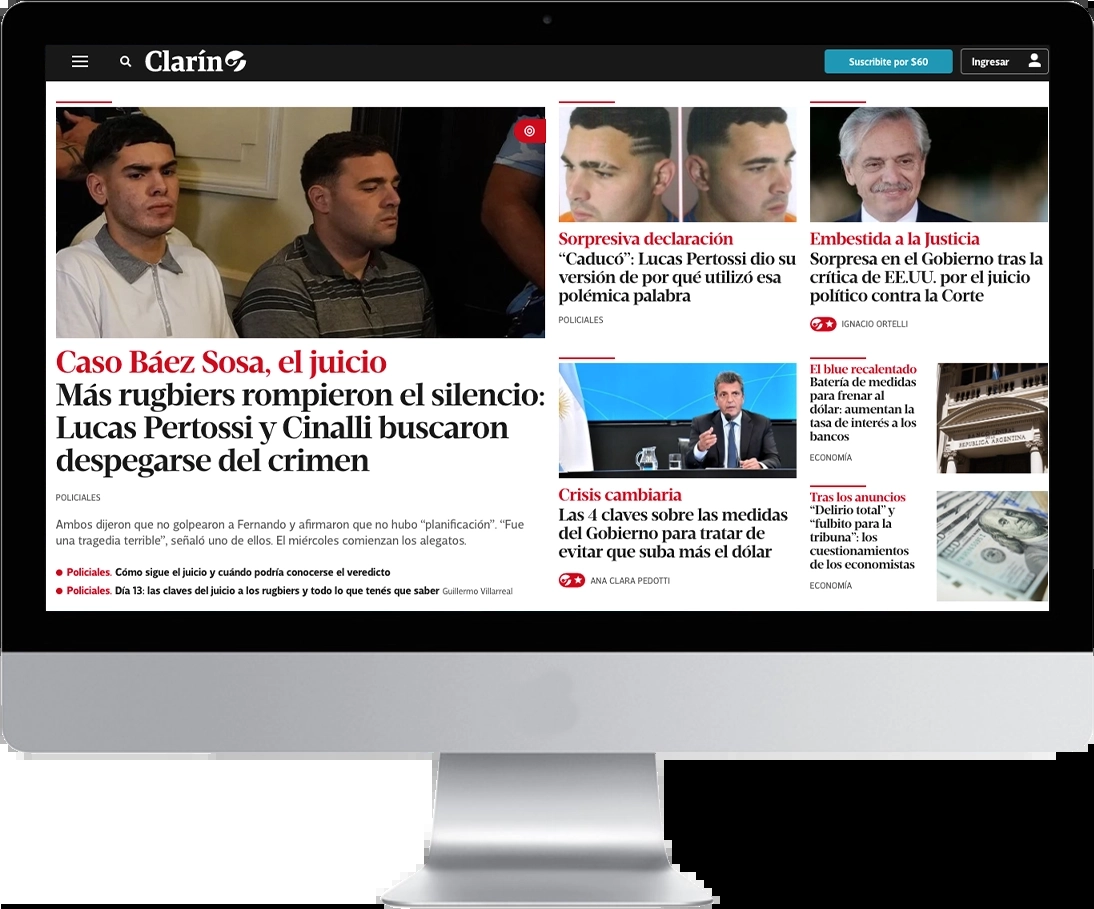 Clarín
Suscribite por $60
Ingresar
Caso Báez Sosa, el juicio
Más rugbiers rompieron el silencio:
Lucas Pertossi y Cinalli buscaron
despegarse del crimen
POLICIALES
Ambos dijeron que no golpearon a Fernando y afirmaron que no hubo “planificación”. “Fue
una tragedia terrible”, señaló uno de ellos. El miércoles comienzan los alegatos.
Policiales. Cómo sigue el juicio y cuándo podría conocerse el veredicto
Policiales. Día 13: las claves del juicio a los rugbiers y todo lo que tenés que saber Guillermo Villarreal
Sorpresiva declaración
“Caducó”: Lucas Pertossi dio su
versión de por qué utilizó esa
polémica palabra
POLICIALES
Embestida a la Justicia
Sorpresa en el Gobierno tras la
crítica de EE.UU. por el juicio
político contra la Corte
IGNACIO ORTELLI
Crisis cambiaria
Las 4 claves sobre las medidas
del Gobierno para tratar de
evitar que suba más el dólar
ANA CLARA PEDOTTI
El blue recalentado
Batería de medidas
para frenar al
dólar: aumentan la
tasa de interés a los
bancos
ECONOMÍA
BANCO CENTRAL
REPUBLICA ARGENTINA
Tras los anuncios
“Delirio total” y
“fulbito para la
tribuna”: los
cuestionamientos
de los economistas
ECONOMÍA